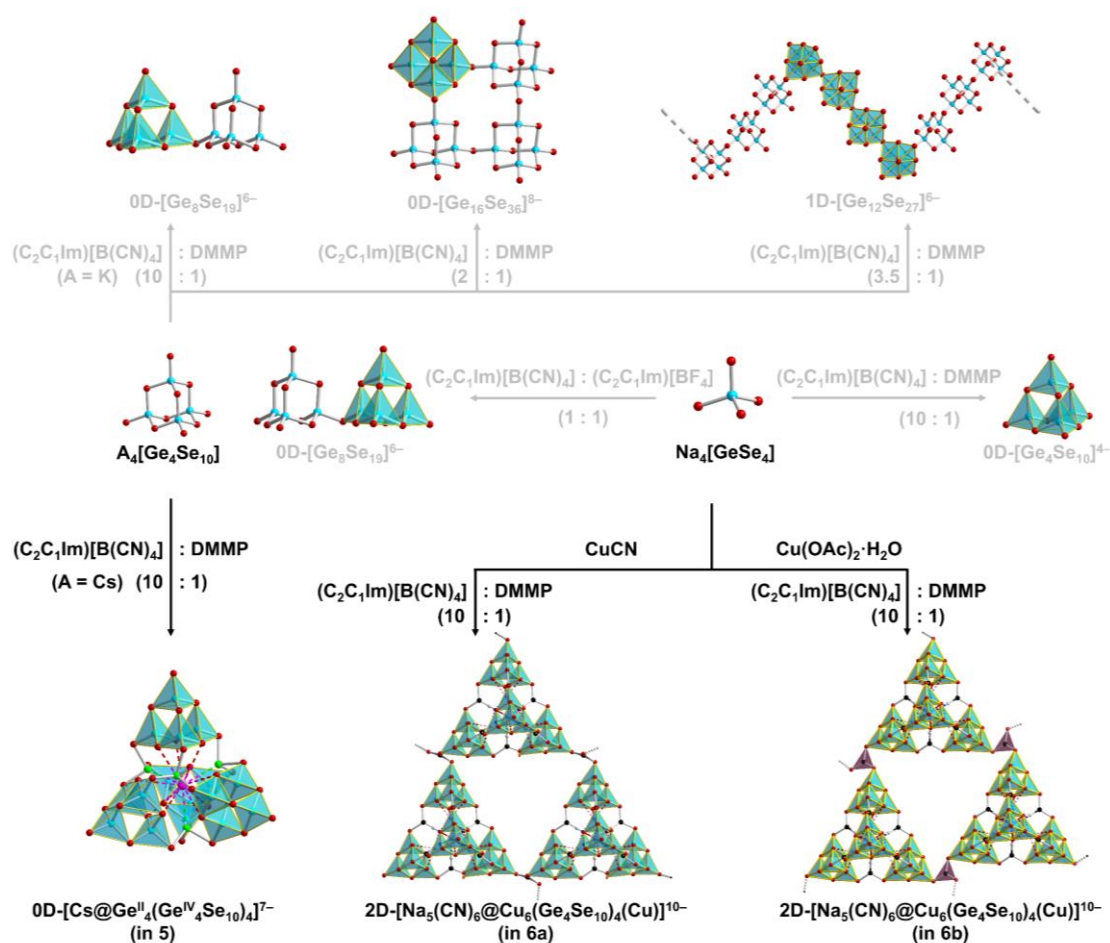 0D-[Ge₈Se₁₉]⁶⁻
0D-[Ge₁₆Se₃₆]⁸⁻
1D-[Ge₁₂Se₂₇]⁶⁻
(C₂C₁Im)[B(CN)₄] : DMMP
(A = K) (10 : 1)
(C₂C₁Im)[B(CN)₄] : DMMP
(2 : 1)
(C₂C₁Im)[B(CN)₄] : DMMP
(3.5 : 1)
A₄[Ge₄Se₁₀]
0D-[Ge₈Se₁₉]⁶⁻
(C₂C₁Im)[B(CN)₄] : (C₂C₁Im)[BF₄]
(1 : 1)
Na₄[GeSe₄]
(C₂C₁Im)[B(CN)₄] : DMMP
(10 : 1)
0D-[Ge₄Se₁₀]⁴⁻
(C₂C₁Im)[B(CN)₄] : DMMP
(A = Cs) (10 : 1)
CuCN
(C₂C₁Im)[B(CN)₄] : DMMP
(10 : 1)
Cu(OAc)₂·H₂O
(C₂C₁Im)[B(CN)₄] : DMMP
(10 : 1)
0D-[Cs@Geᴵᴵ₄(Geᴵⱽ₄Se₁₀)₄]⁷⁻
(in 5)
2D-[Na₅(CN)₆@Cu₆(Ge₄Se₁₀)₄(Cu)]¹⁰⁻
(in 6a)
2D-[Na₅(CN)₆@Cu₆(Ge₄Se₁₀)₄(Cu)]¹⁰⁻
(in 6b)